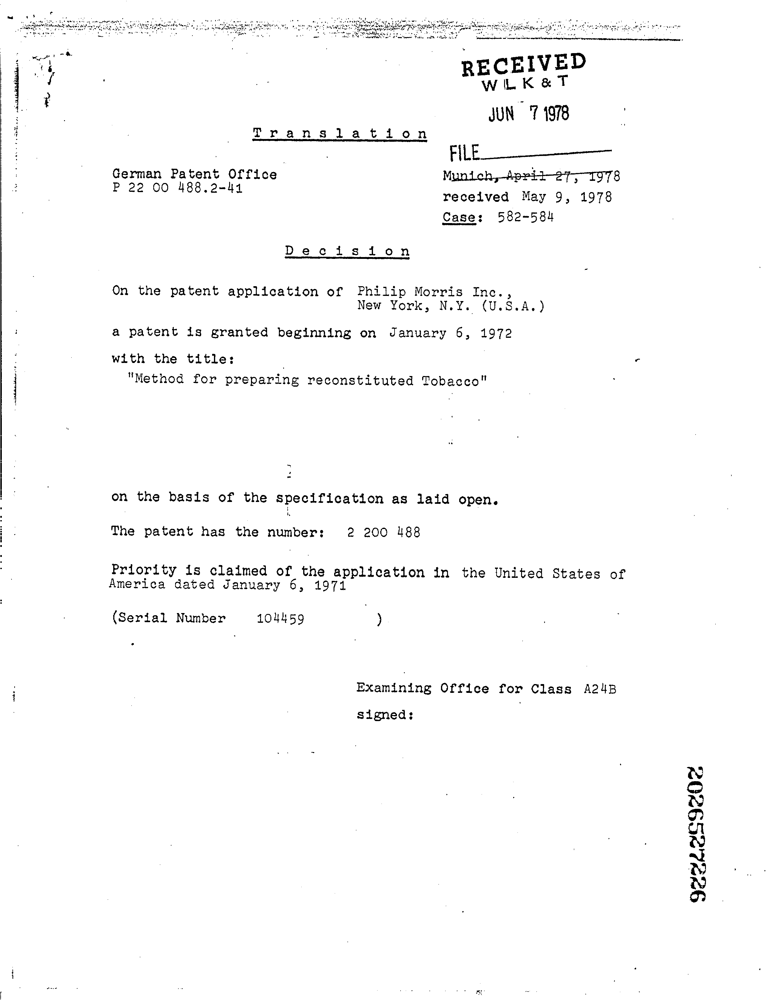 RECEIVED
WLK&T
JUN 7 1978
Translation
FILE
German Patent Office
Munich, April 27, 1978
P 22 00 488.2-41
received May 9, 1978
Case: 582-584
Decision
On the patent application of Philip Morris Inc.,
New York, N.Y. (U.S.A.)
a patent is granted beginning on January 6, 1972
with the title:
"Method for preparing reconstituted Tobacco"
on the basis of the specification as laid open.
The patent has the number: 2 200 488
Priority is claimed of the application in the United States of
America dated January 6, 1971
(Serial Number 104459 )
Examining Office for Class A24B
signed:
2026527226